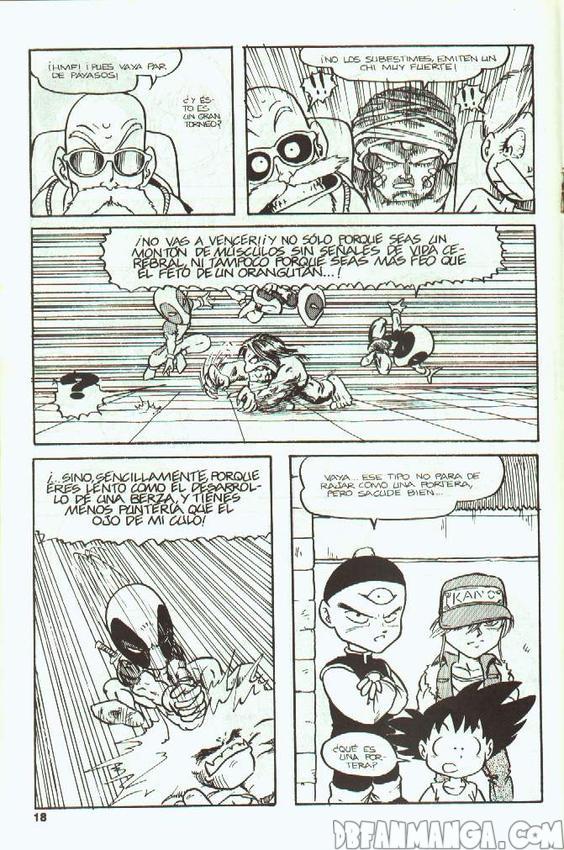 ¡HMF! ¡PUES VAYA PAR
DE PAYASOS!
¿Y ÉS-
TO ES
UN GRAN
TORNEO?
¡NO LOS SUBESTIMES, EMITEN UN
CHI MUY FUERTE!
!!
!!
¡NO VAS A VENCER!¡Y NO SÓLO PORQUE SEAS UN
MONTÓN DE MÚSCULOS SIN SEÑALES DE VIDA CE-
REBRAL, NI TAMPOCO PORQUE SEAS MÁS FEO QUE
EL FETO DE UN ORANGUTÁN...!
?
¡...SINO, SENCILLAMENTE, PORQUE
ERES LENTO COMO EL DESARRO-
LLO DE UNA BERZA, Y TIENES
MENOS PUNTERÍA QUE EL
OJO DE MI CULO!
VAYA... ESE TIPO NO PARA DE
RAJAR COMO UNA PORTERA,
PERO SACUDE BIEN...
KANO
¿QUÉ ES
UNA POR-
TERA?
18
DBFANMANGA.COM